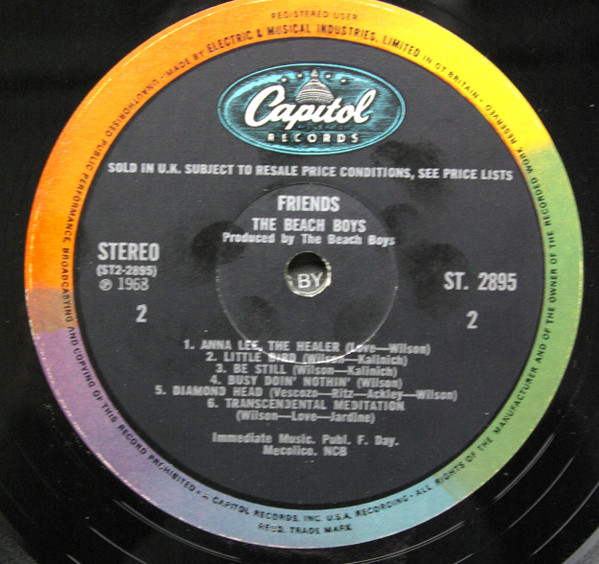 REGISTERED USER
UNAUTHORISED PUBLIC PERFORMANCE, BROADCASTING AND COPYING OF THIS RECORD PROHIBITED • MADE BY ELECTRIC & MUSICAL INDUSTRIES, LIMITED IN GT BRITAIN •
Capitol
RECORDS
SOLD IN U.K. SUBJECT TO RESALE PRICE CONDITIONS, SEE PRICE LISTS
FRIENDS
THE BEACH BOYS
Produced by The Beach Boys
STEREO
(ST2-2895)
℗ 1968
2
BY
ST. 2895
2
1. ANNA LEE, THE HEALER (Love—Wilson)
2. LITTLE BIRD (Wilson—Kalinich)
3. BE STILL (Wilson—Kalinich)
4. BUSY DOIN' NOTHIN' (Wilson)
5. DIAMOND HEAD (Vescozo—Ritz—Ackley—Wilson)
6. TRANSCENDENTAL MEDITATION
(Wilson—Love—Jardine)
Immediate Music. Publ. F. Day.
Mecolico. NCB
ALL RIGHTS OF THE MANUFACTURER AND OF THE OWNER OF THE RECORDED WORK RESERVED
CAPITOL RECORDS, INC. U.S.A. RECORDING •
REGD. TRADE MARK